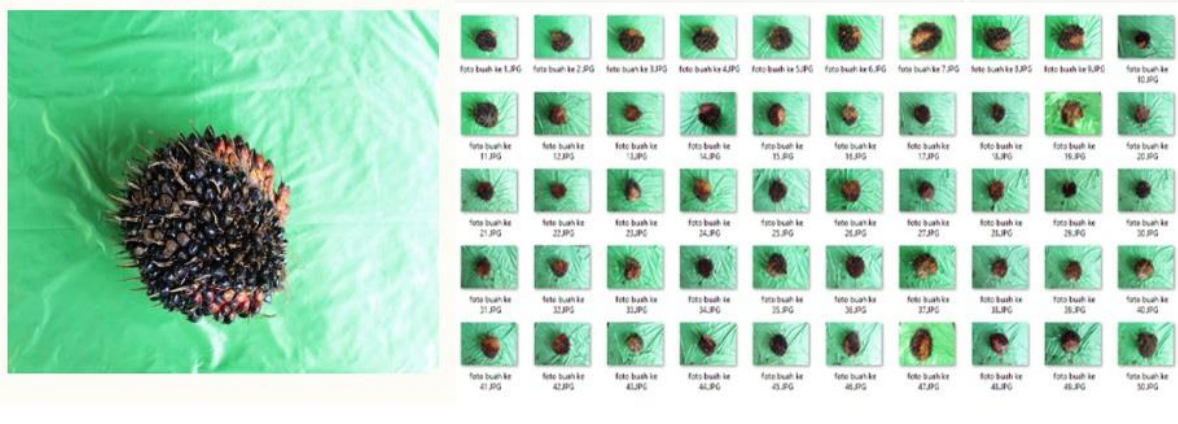 foto buah ke 1.JPG foto buah ke 2.JPG foto buah ke 3.JPG foto buah ke 4.JPG foto buah ke 5.JPG foto buah ke 6.JPG foto buah ke 7.JPG foto buah ke 8.JPG foto buah ke 9.JPG foto buah ke
10.JPG
foto buah ke foto buah ke foto buah ke foto buah ke foto buah ke foto buah ke foto buah ke foto buah ke foto buah ke foto buah ke
11.JPG 12.JPG 13.JPG 14.JPG 15.JPG 16.JPG 17.JPG 18.JPG 19.JPG 20.JPG
foto buah ke foto buah ke foto buah ke foto buah ke foto buah ke foto buah ke foto buah ke foto buah ke foto buah ke foto buah ke
21.JPG 22.JPG 23.JPG 24.JPG 25.JPG 26.JPG 27.JPG 28.JPG 29.JPG 30.JPG
foto buah ke foto buah ke foto buah ke foto buah ke foto buah ke foto buah ke foto buah ke foto buah ke foto buah ke foto buah ke
31.JPG 32.JPG 33.JPG 34.JPG 35.JPG 36.JPG 37.JPG 38.JPG 39.JPG 40.JPG
foto buah ke foto buah ke foto buah ke foto buah ke foto buah ke foto buah ke foto buah ke foto buah ke foto buah ke foto buah ke
41.JPG 42.JPG 43.JPG 44.JPG 45.JPG 46.JPG 47.JPG 48.JPG 49.JPG 50.JPG